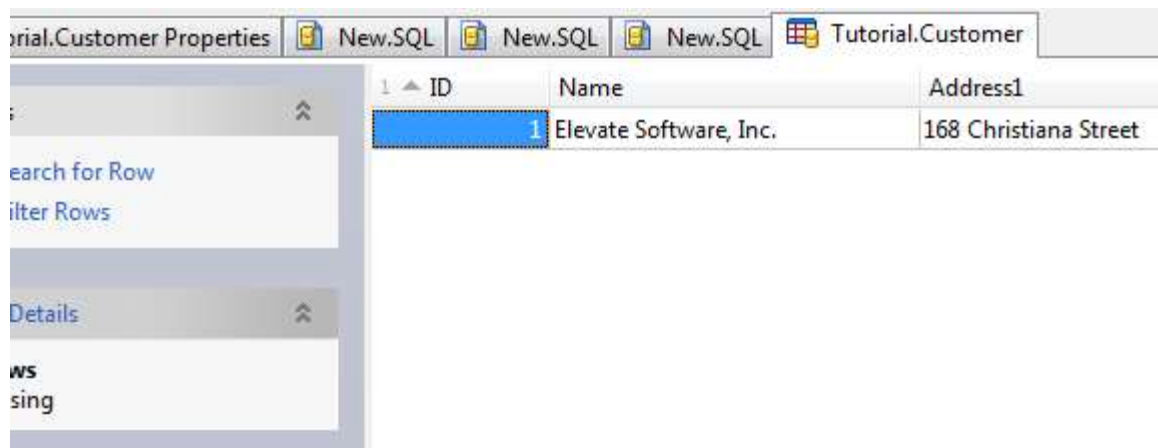 orial.Customer Properties New.SQL New.SQL New.SQL Tutorial.Customer
1 ID Name Address1
1 Elevate Software, Inc. 168 Christiana Street
s
earch for Row
ilter Rows
Details
ws
sing